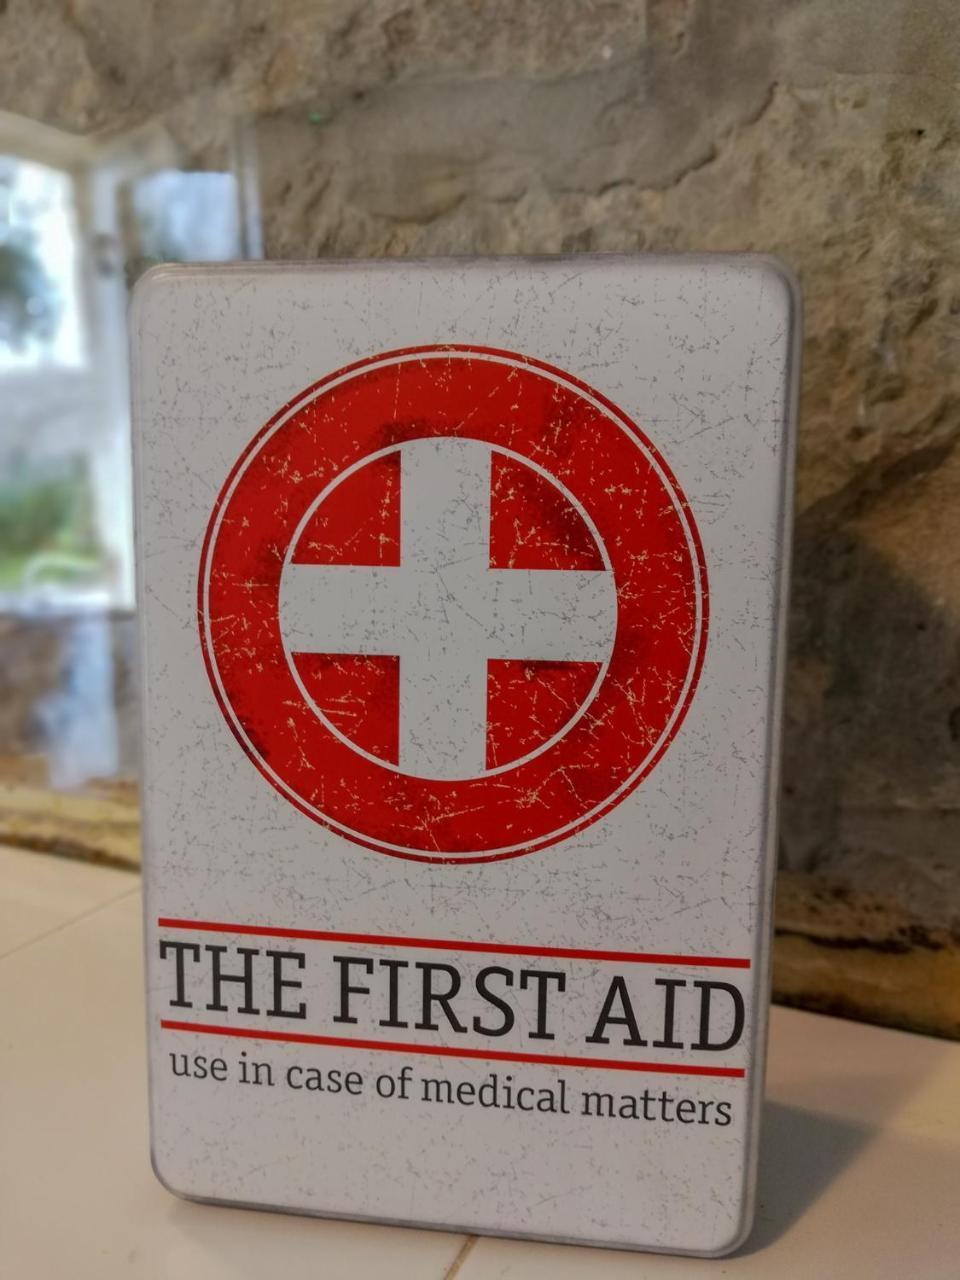 THE FIRST AID
use in case of medical matters